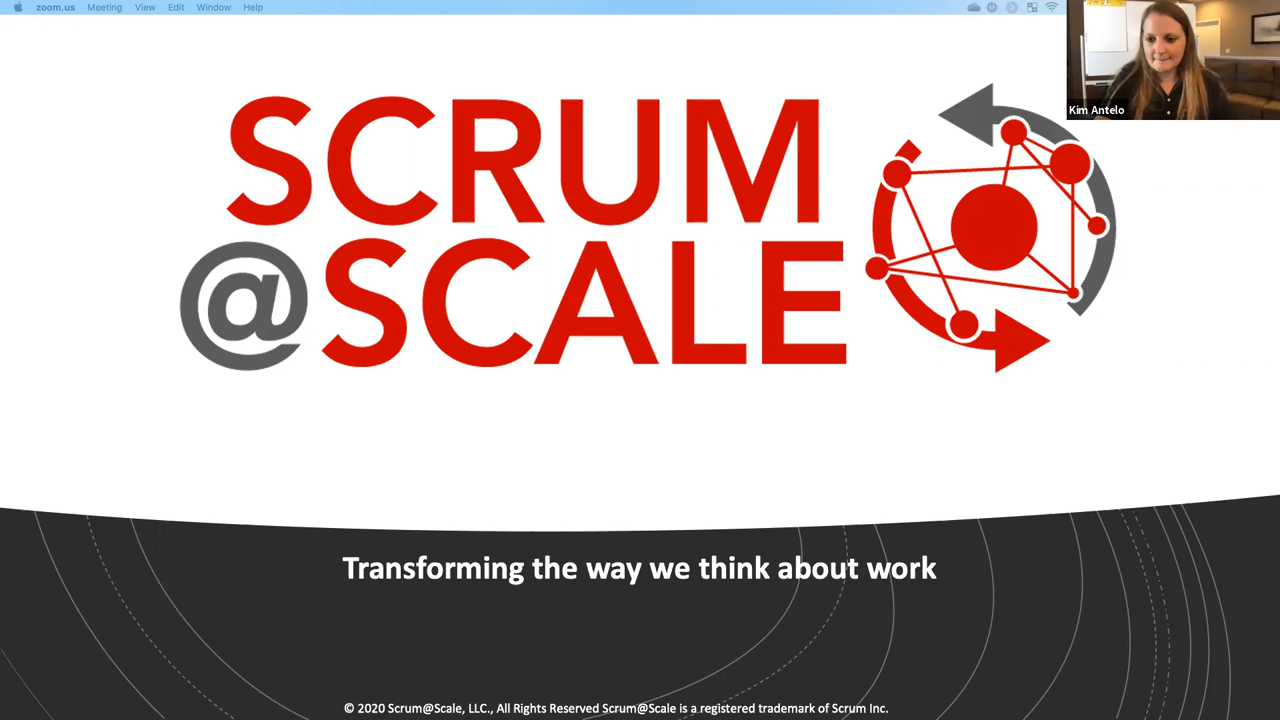 zoom.us Meeting View Edit Window Help
Kim Antelo
SCRUM
@SCALE
Transforming the way we think about work
© 2020 Scrum@Scale, LLC., All Rights Reserved Scrum@Scale is a registered trademark of Scrum Inc.